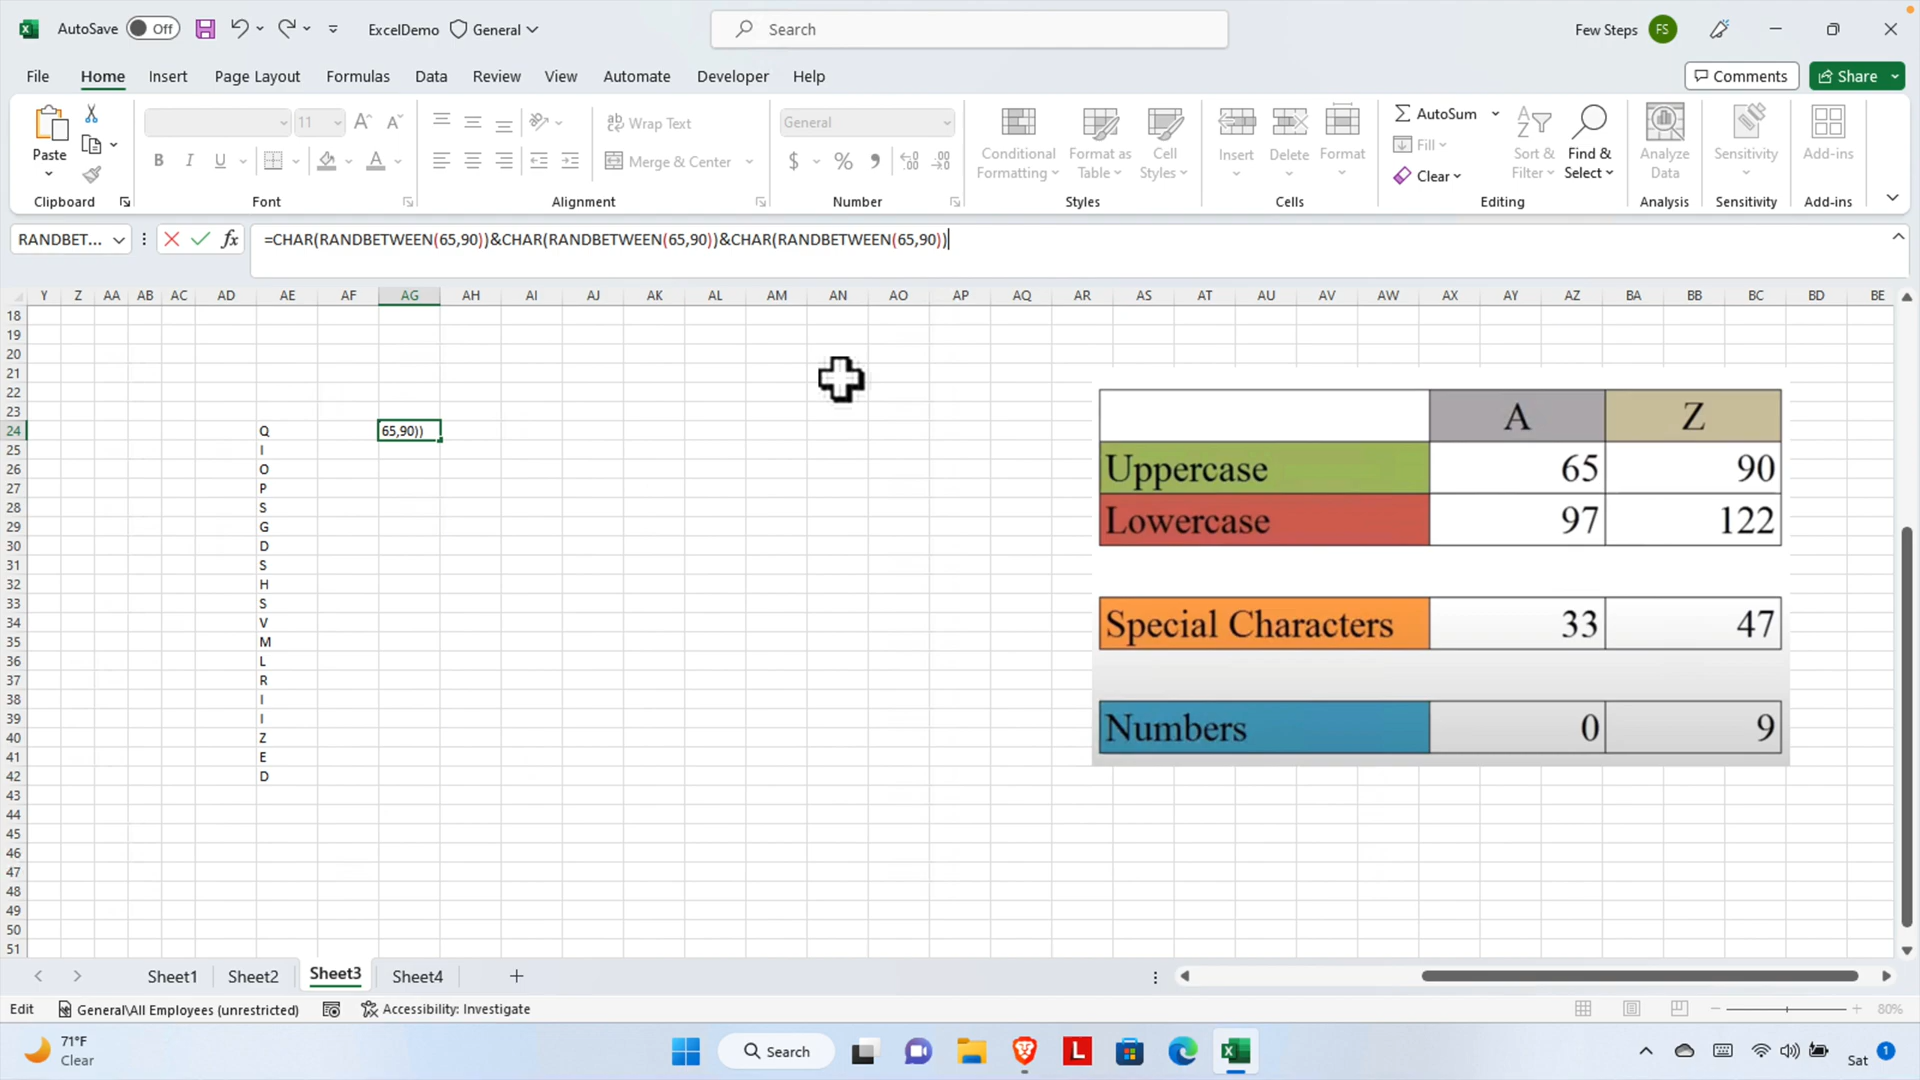 AutoSave Off ExcelDemo General Search Few Steps FS
File Home Insert Page Layout Formulas Data Review View Automate Developer Help Comments Share
Paste 11 Wrap Text General Conditional Formatting Format as Table Cell Styles Insert Delete Format AutoSum Fill Clear Sort & Filter Find & Select Analyze Data Sensitivity Add-ins
B I U A Merge & Center $ %
Clipboard Font Alignment Number Styles Cells Editing Analysis Sensitivity Add-ins
RANDBET... fx =CHAR(RANDBETWEEN(65,90))&CHAR(RANDBETWEEN(65,90))&CHAR(RANDBETWEEN(65,90))
Y Z AA AB AC AD AE AF AG AH AI AJ AK AL AM AN AO AP AQ AR AS AT AU AV AW AX AY AZ BA BB BC BD BE
18
19
20
21
22
23
24 Q 65,90))
25 I
26 O
27 P
28 S
29 G
30 D
31 S
32 H
33 S
34 V
35 M
36 L
37 R
38 I
39 I
40 Z
41 E
42 D
43
44
45
46
47
48
49
50
51
A Z
Uppercase 65 90
Lowercase 97 122
Special Characters 33 47
Numbers 0 9
Sheet1 Sheet2 Sheet3 Sheet4
Edit General\All Employees (unrestricted) Accessibility: Investigate 80%
71°F
Clear
Search
L
Sat 1